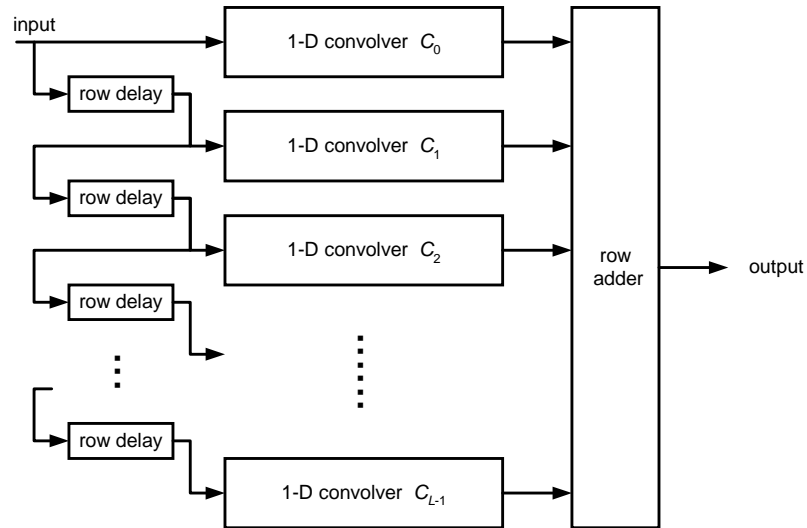 input
1-D convolver C0
row delay
1-D convolver C1
row delay
1-D convolver C2
row
adder
output
row delay
row delay
1-D convolver CL-1